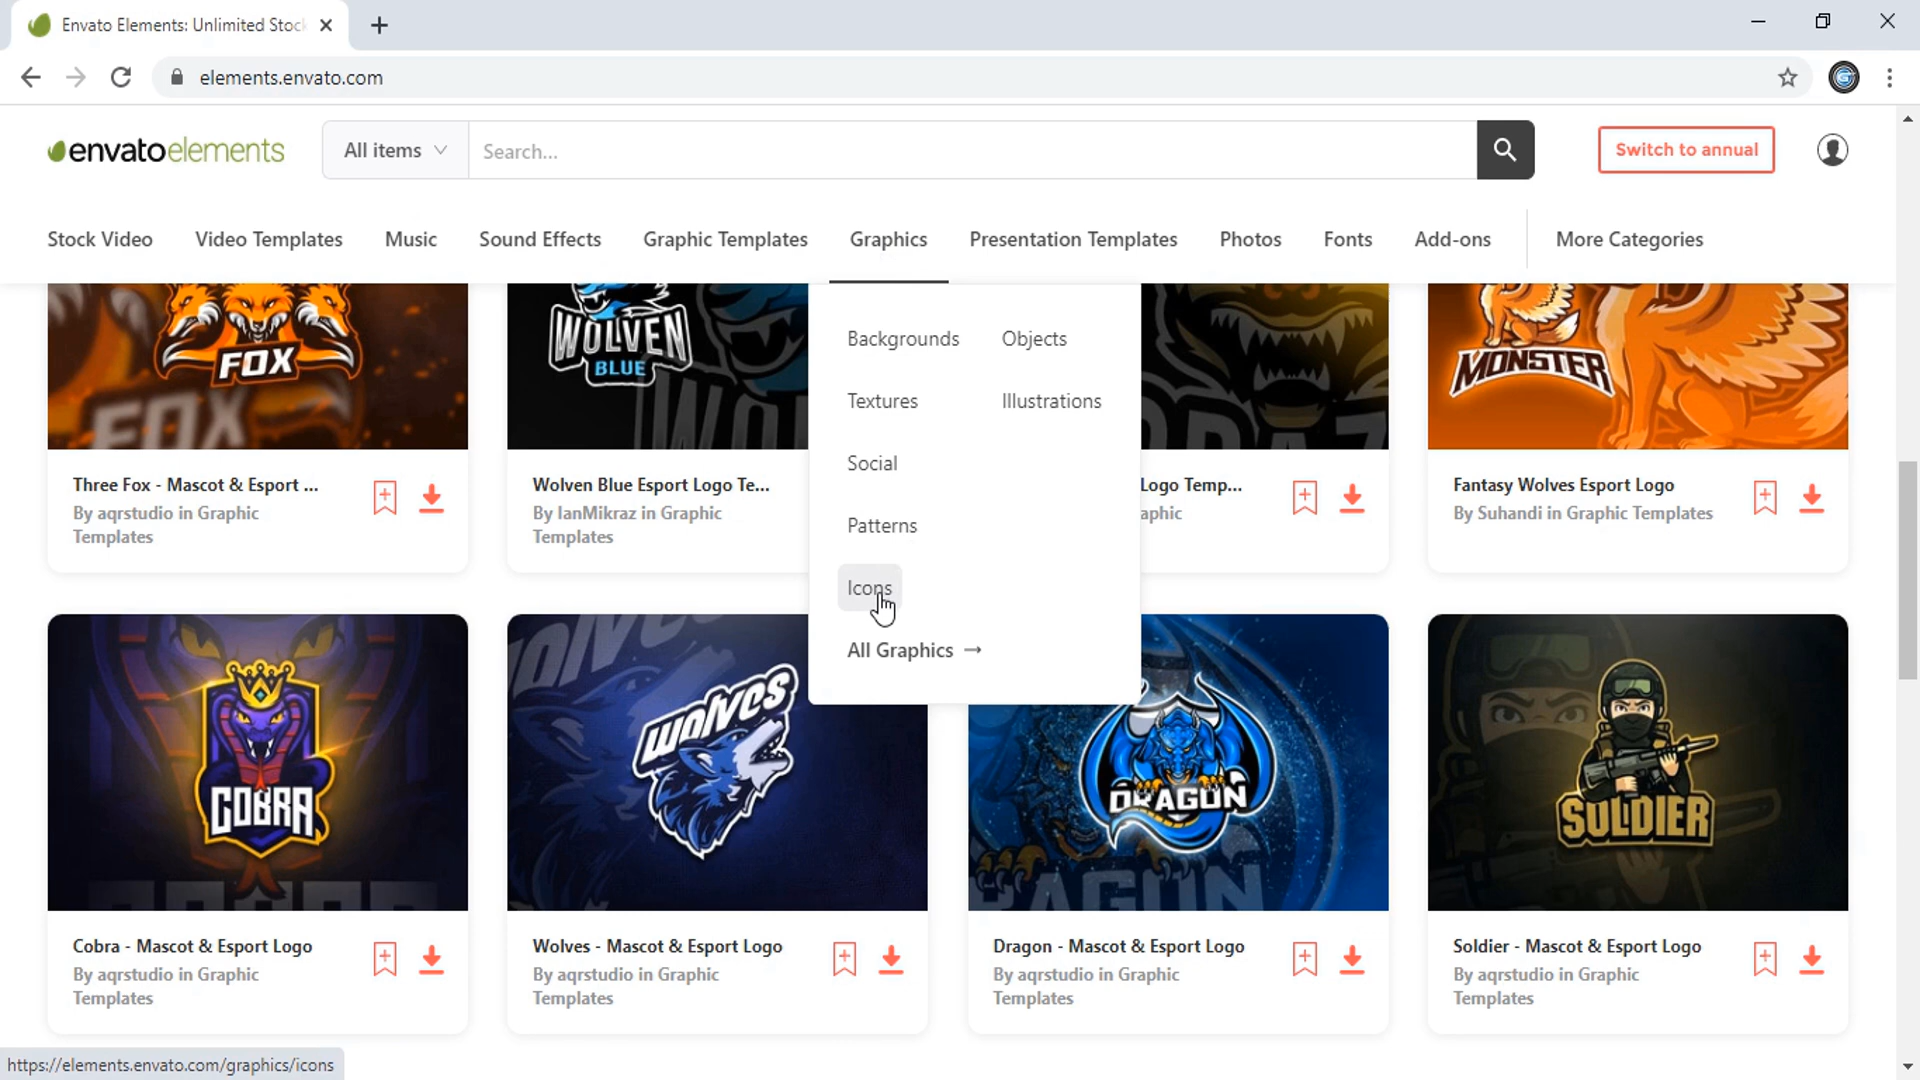 Envato Elements: Unlimited Stoc
elements.envato.com
envatoelements
All items
Search...
Switch to annual
Stock Video
Video Templates
Music
Sound Effects
Graphic Templates
Graphics
Presentation Templates
Photos
Fonts
Add-ons
More Categories
Backgrounds
Objects
Textures
Illustrations
Social
Patterns
Icons
All Graphics →
FOX
FOX
WOLVEN
BLUE
MONSTER
Three Fox - Mascot & Esport ...
By aqrstudio in Graphic
Templates
Wolven Blue Esport Logo Te...
By IanMikraz in Graphic
Templates
Logo Temp...
aphic
Fantasy Wolves Esport Logo
By Suhandi in Graphic Templates
COBRA
WOLVES
DRAGON
SOLDIER
Cobra - Mascot & Esport Logo
By aqrstudio in Graphic
Templates
Wolves - Mascot & Esport Logo
By aqrstudio in Graphic
Templates
Dragon - Mascot & Esport Logo
By aqrstudio in Graphic
Templates
Soldier - Mascot & Esport Logo
By aqrstudio in Graphic
Templates
https://elements.envato.com/graphics/icons